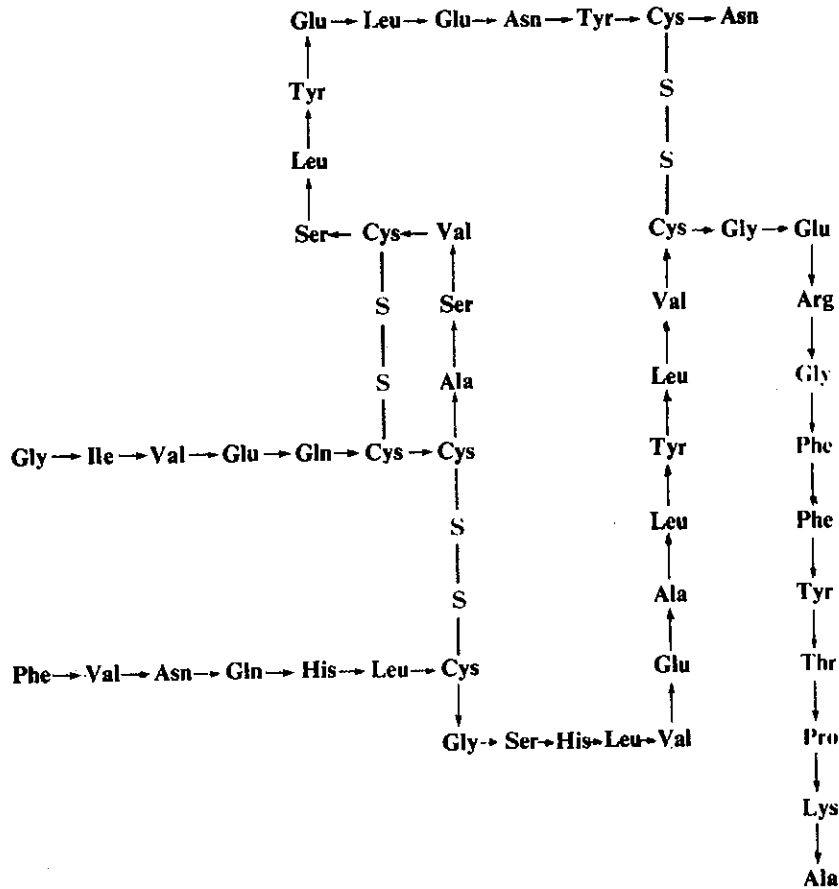 Glu Leu Glu Asn Tyr Cys Asn
Tyr S
Leu S
Ser Cys Val Cys Gly Glu
S Ser Val Arg
S Ala Leu Gly
Gly Ile Val Glu Gln Cys Cys Tyr Phe
S Leu Phe
S Ala Tyr
Phe Val Asn Gln His Leu Cys Glu Thr
Gly Ser His Leu Val Pro
Lys
Ala